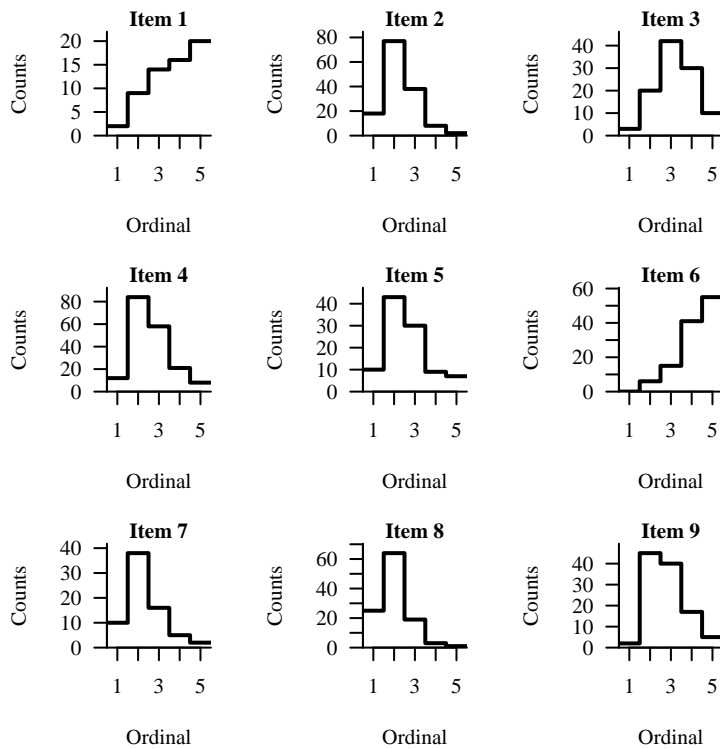 Item 1
Counts
0
5
10
15
20
1 3 5
Ordinal
Item 2
Counts
0
20
40
60
80
1 3 5
Ordinal
Item 3
Counts
0
10
20
30
40
1 3 5
Ordinal
Item 4
Counts
0
20
40
60
80
1 3 5
Ordinal
Item 5
Counts
0
10
20
30
40
1 3 5
Ordinal
Item 6
Counts
0
20
40
60
1 3 5
Ordinal
Item 7
Counts
0
10
20
30
40
1 3 5
Ordinal
Item 8
Counts
0
20
40
60
1 3 5
Ordinal
Item 9
Counts
0
10
20
30
40
1 3 5
Ordinal